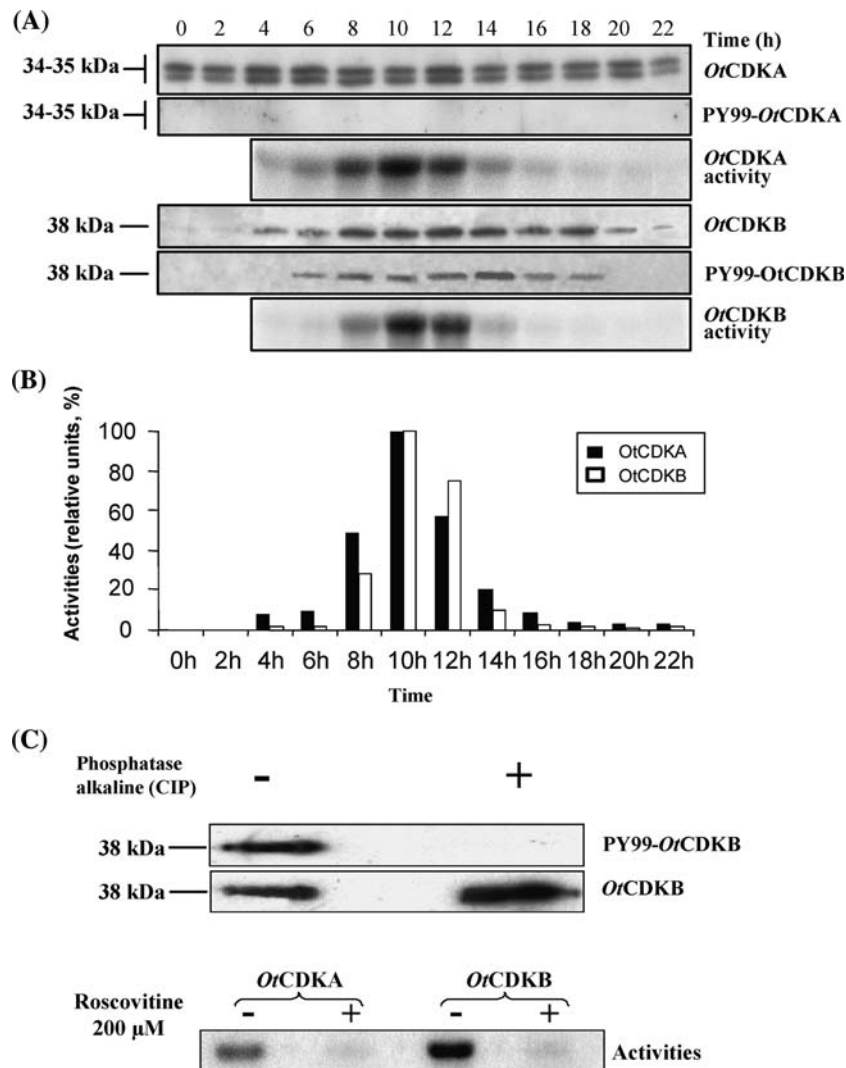 (A)
0 2 4 6 8 10 12 14 16 18 20 22
Time (h)
34-35 kDa
OtCDKA
34-35 kDa
PY99-OtCDKA
OtCDKA
activity
38 kDa
OtCDKB
38 kDa
PY99-OtCDKB
OtCDKB
activity
(B)
Activities (relative units, %)
100
80
60
40
20
0
OtCDKA
OtCDKB
0h 2h 4h 6h 8h 10h 12h 14h 16h 18h 20h 22h
Time
(C)
Phosphatase
alkaline (CIP)
- +
38 kDa
PY99-OtCDKB
38 kDa
OtCDKB
OtCDKA OtCDKB
Roscovitine
200 µM
- + - +
Activities